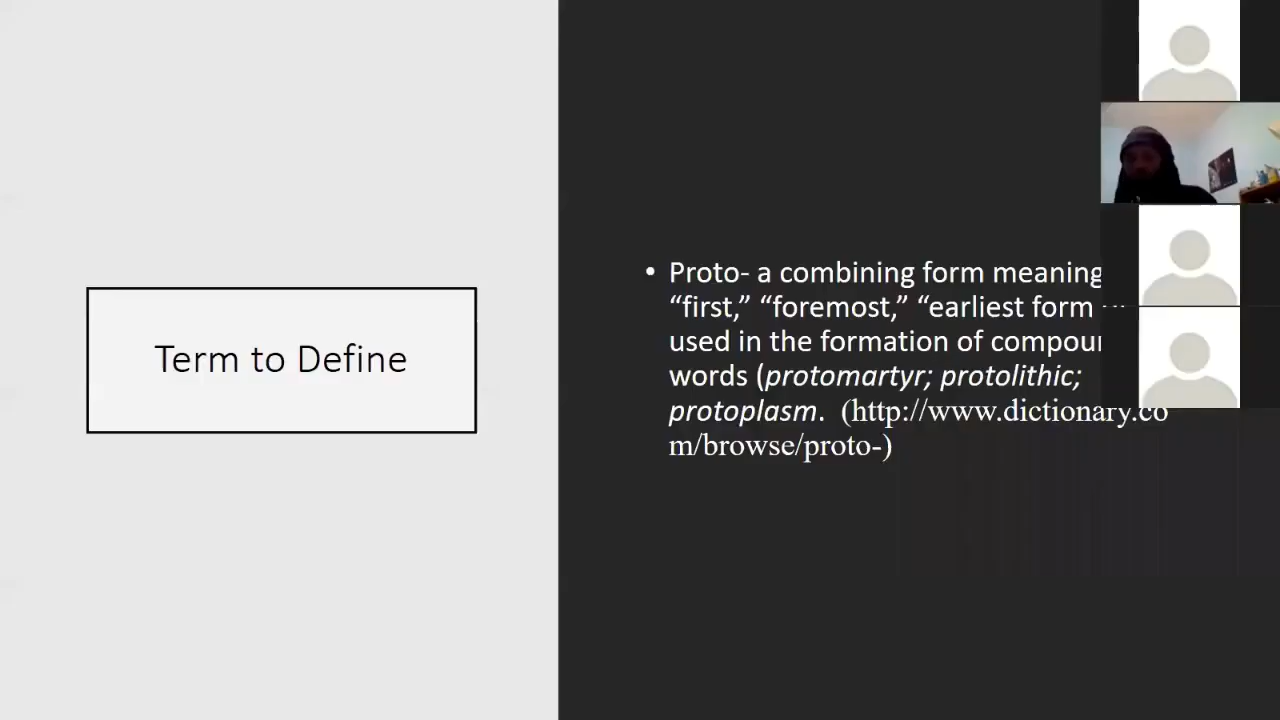 Term to Define
• Proto- a combining form meaning
“first,” “foremost,” “earliest form
used in the formation of
words (protomartyr; protolithic;
protoplasm. (http://www.dictionary.co
m/browse/proto-)